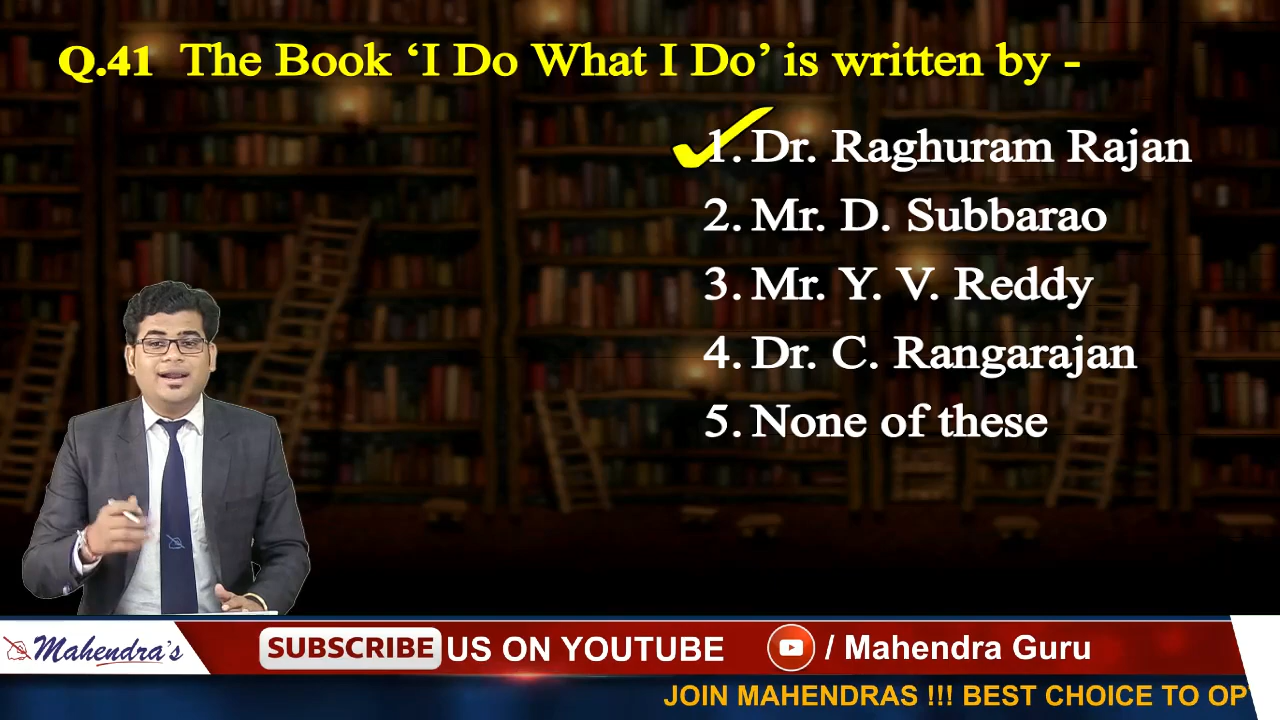 Q.41 The Book ‘I Do What I Do’ is written by -
1. Dr. Raghuram Rajan
2. Mr. D. Subbarao
3. Mr. Y. V. Reddy
4. Dr. C. Rangarajan
5. None of these
Mahendra's SUBSCRIBE US ON YOUTUBE / Mahendra Guru
JOIN MAHENDRAS !!! BEST CHOICE TO